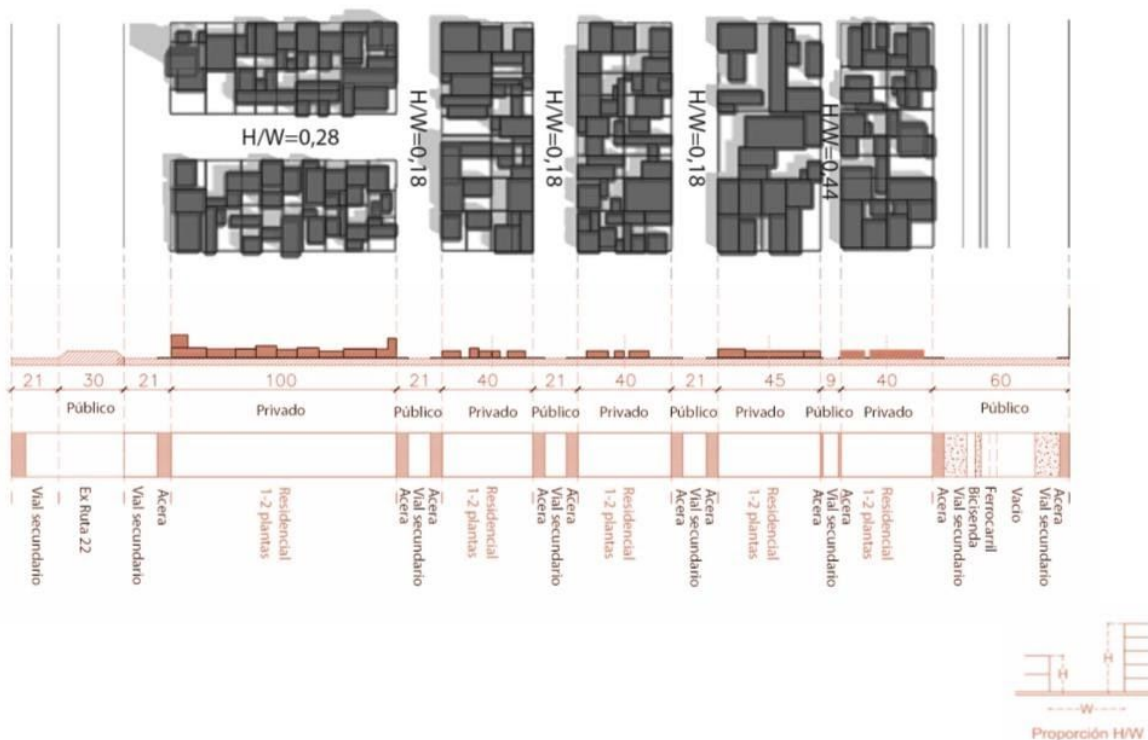 H/W=0,28
H/W=0,18
H/W=0,18
H/W=0,18
H/W=0,44
21 30 21 100 21 40 21 40 21 45 9 40 60
Público Privado Público Privado Público Privado Público Privado Público Privado Público
Vial secundario
Ex Ruta 22
Vial secundario
Acera
Residencial
1-2 plantas
Acera
Vial secundario
Acera
Residencial
1-2 plantas
Acera
Vial secundario
Acera
Residencial
1-2 plantas
Acera
Vial secundario
Acera
Residencial
1-2 plantas
Acera
Vial secundario
Acera
Residencial
1-2 plantas
Acera
Vial secundario
Bicisenda
Ferrocarril
Vacío
Vial secundario
Acera
H
H
W
Proporción H/W